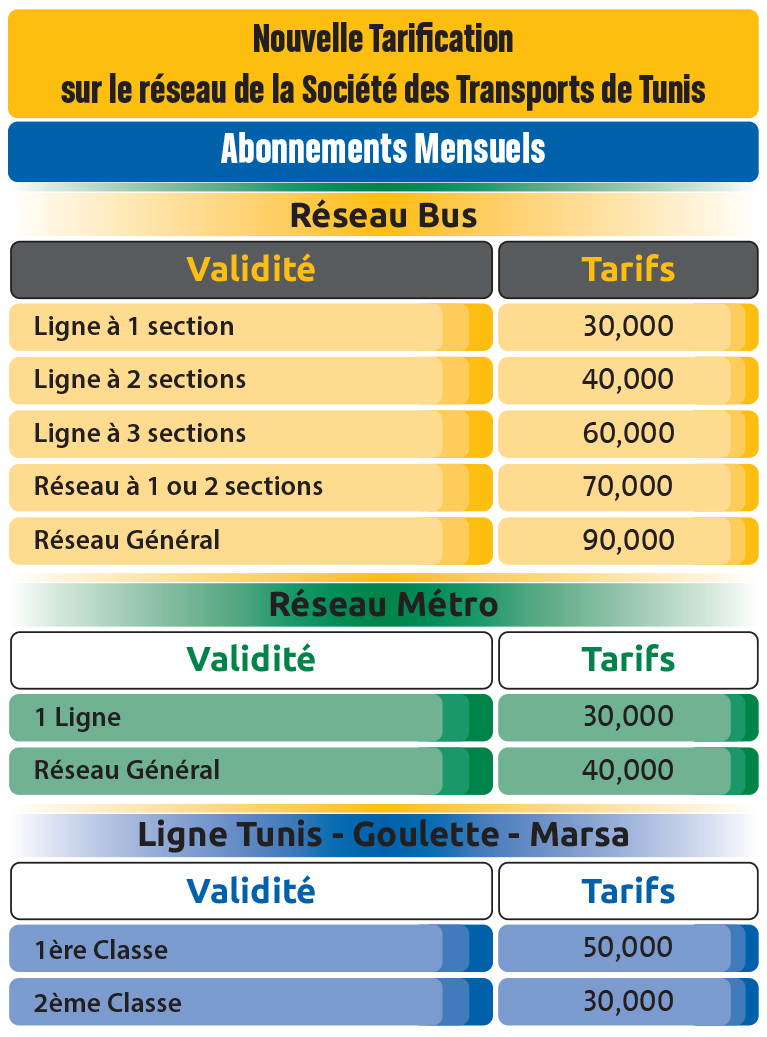 Nouvelle Tarification
sur le réseau de la Société des Transports de Tunis
Abonnements Mensuels
Réseau Bus
Validité Tarifs
Ligne à 1 section 30,000
Ligne à 2 sections 40,000
Ligne à 3 sections 60,000
Réseau à 1 ou 2 sections 70,000
Réseau Général 90,000
Réseau Métro
Validité Tarifs
1 Ligne 30,000
Réseau Général 40,000
Ligne Tunis - Goulette - Marsa
Validité Tarifs
1ère Classe 50,000
2ème Classe 30,000